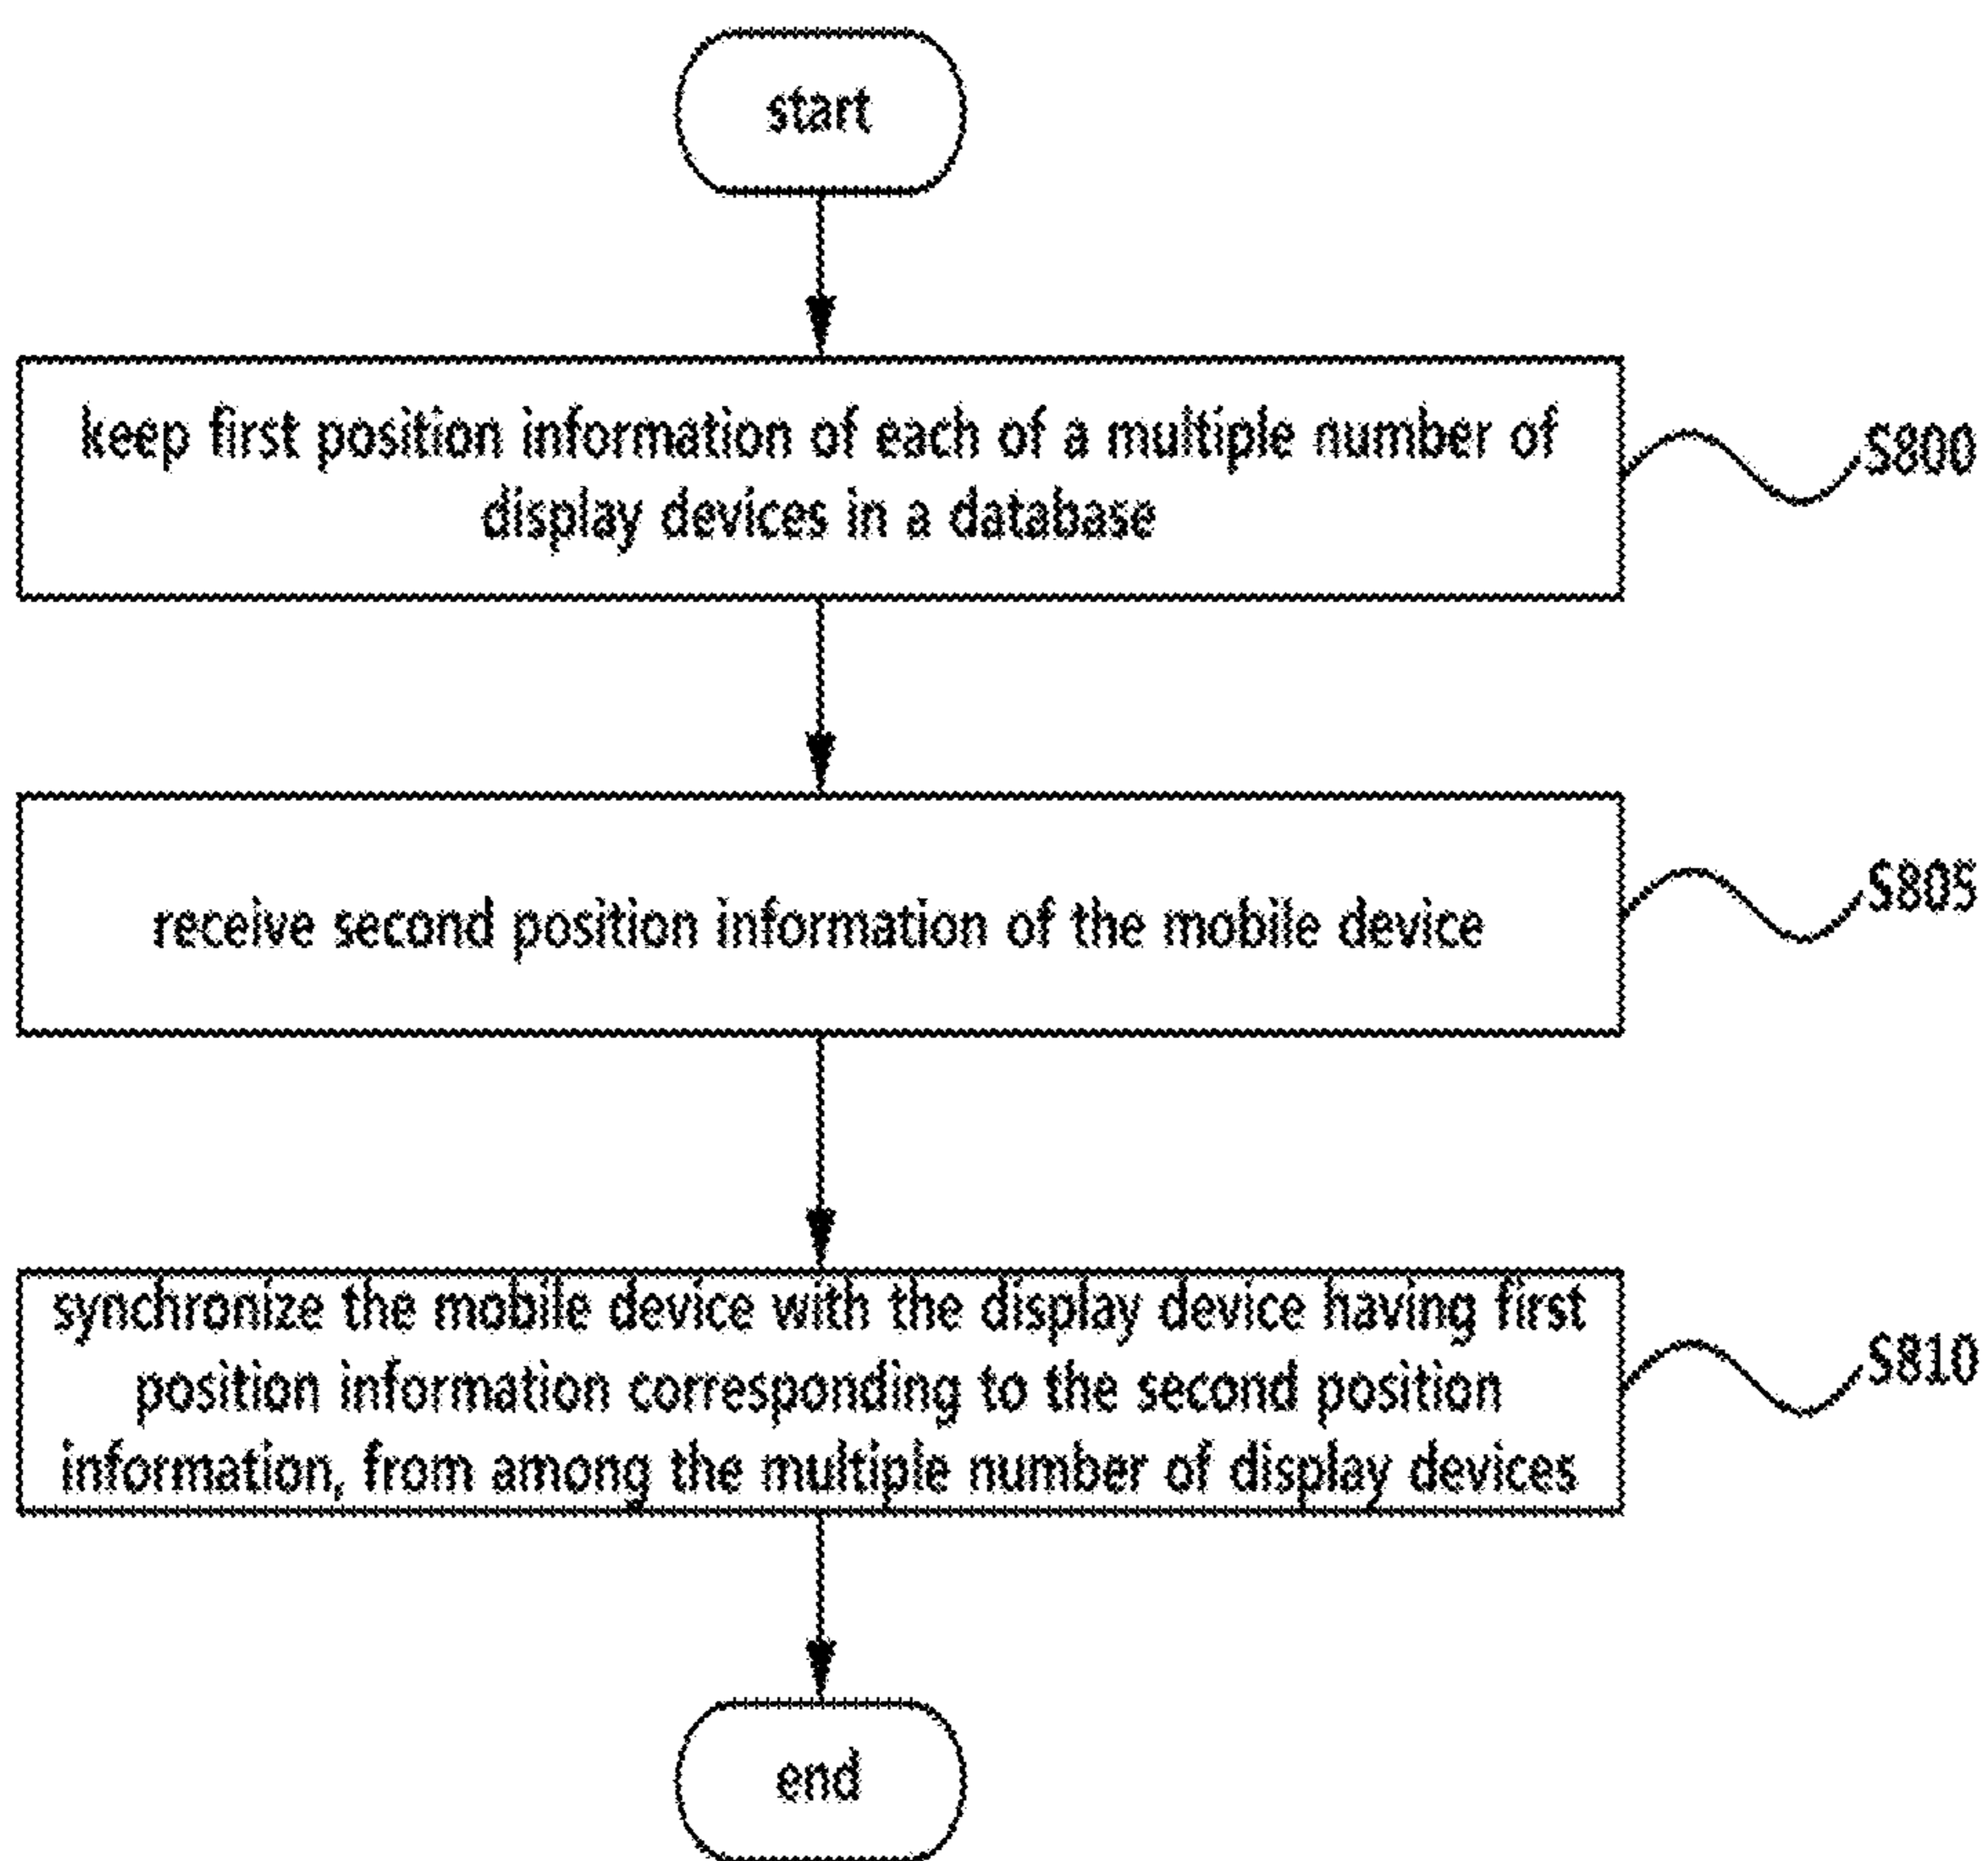 start
keep first position information of each of a multiple number of
display devices in a database
S800
receive second position information of the mobile device
S805
synchronize the mobile device with the display device having first
position information corresponding to the second position
information, from among the multiple number of display devices
S810
end